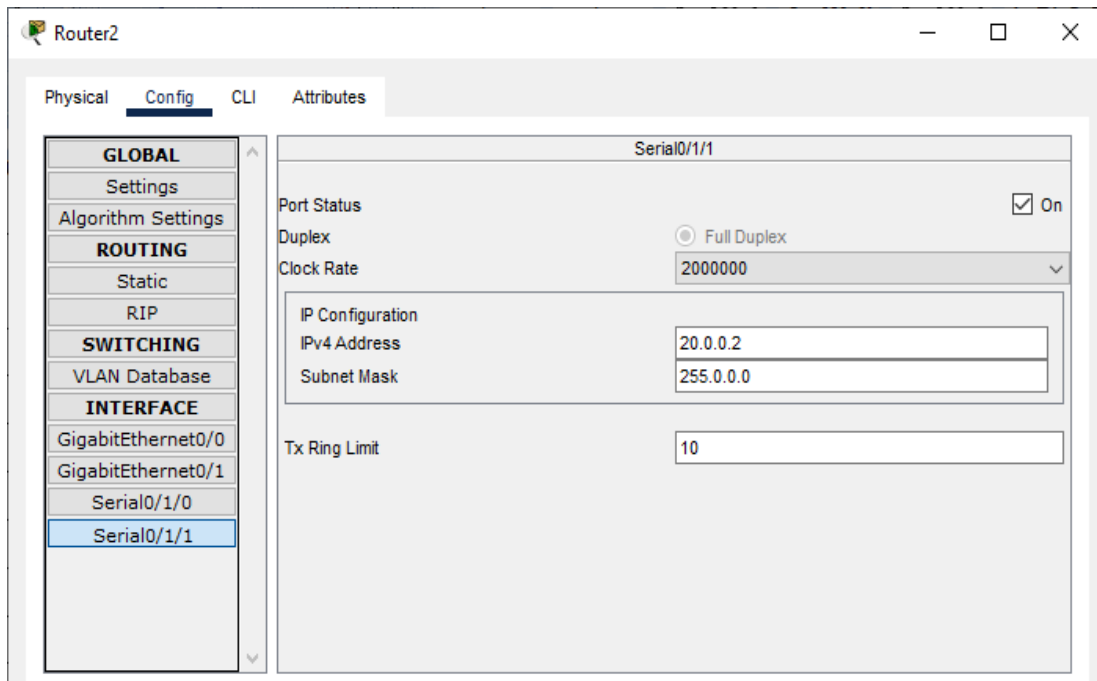 Router2
Physical Config CLI Attributes
GLOBAL
Settings
Algorithm Settings
ROUTING
Static
RIP
SWITCHING
VLAN Database
INTERFACE
GigabitEthernet0/0
GigabitEthernet0/1
Serial0/1/0
Serial0/1/1
Serial0/1/1
Port Status On
Duplex Full Duplex
Clock Rate 2000000
IP Configuration
IPv4 Address 20.0.0.2
Subnet Mask 255.0.0.0
Tx Ring Limit 10